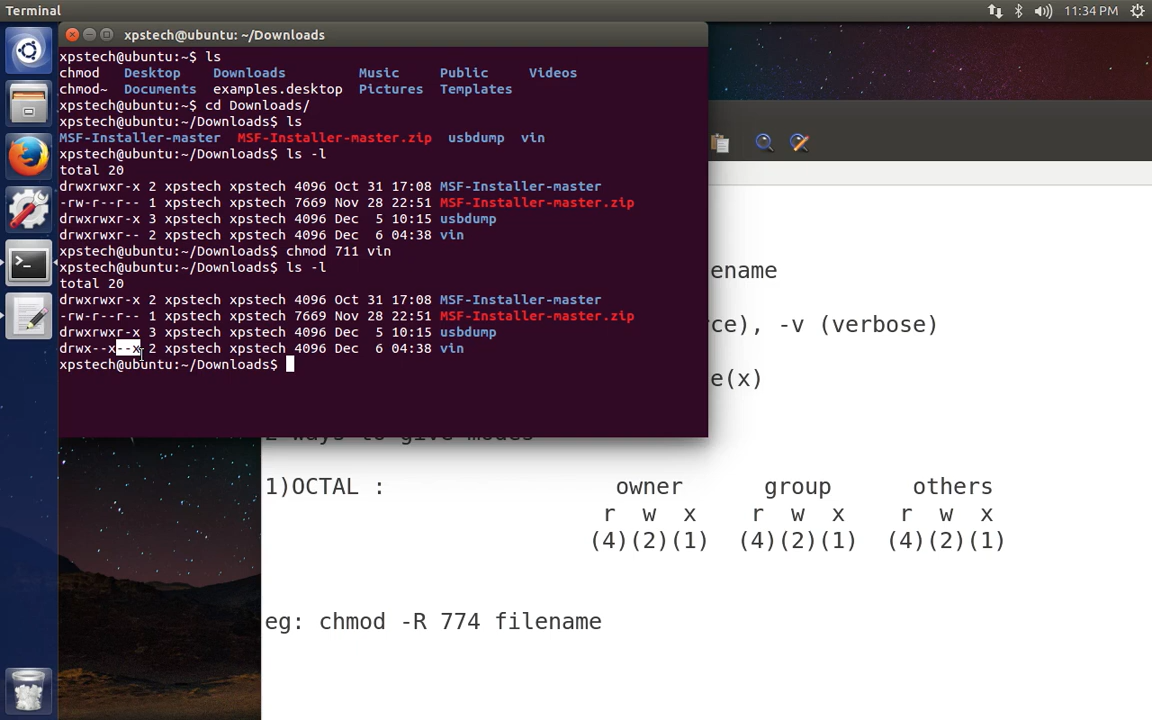 Terminal
11:34 PM
xpstech@ubuntu: ~/Downloads
xpstech@ubuntu:~$ ls
chmod Desktop Downloads Music Public Videos
chmod~ Documents examples.desktop Pictures Templates
xpstech@ubuntu:~$ cd Downloads/
xpstech@ubuntu:~/Downloads$ ls
MSF-Installer-master MSF-Installer-master.zip usbdump vin
xpstech@ubuntu:~/Downloads$ ls -l
total 20
drwxrwxr-x 2 xpstech xpstech 4096 Oct 31 17:08 MSF-Installer-master
-rw-r--r-- 1 xpstech xpstech 7669 Nov 28 22:51 MSF-Installer-master.zip
drwxrwxr-x 3 xpstech xpstech 4096 Dec 5 10:15 usbdump
drwxrwxr-- 2 xpstech xpstech 4096 Dec 6 04:38 vin
xpstech@ubuntu:~/Downloads$ chmod 711 vin
xpstech@ubuntu:~/Downloads$ ls -l
total 20
drwxrwxr-x 2 xpstech xpstech 4096 Oct 31 17:08 MSF-Installer-master
-rw-r--r-- 1 xpstech xpstech 7669 Nov 28 22:51 MSF-Installer-master.zip
drwxrwxr-x 3 xpstech xpstech 4096 Dec 5 10:15 usbdump
drwx--x--x 2 xpstech xpstech 4096 Dec 6 04:38 vin
xpstech@ubuntu:~/Downloads$
ename
ce), -v (verbose)
e(x)
2 ways to give modes
1)OCTAL : owner group others
r w x r w x r w x
(4)(2)(1) (4)(2)(1) (4)(2)(1)
eg: chmod -R 774 filename